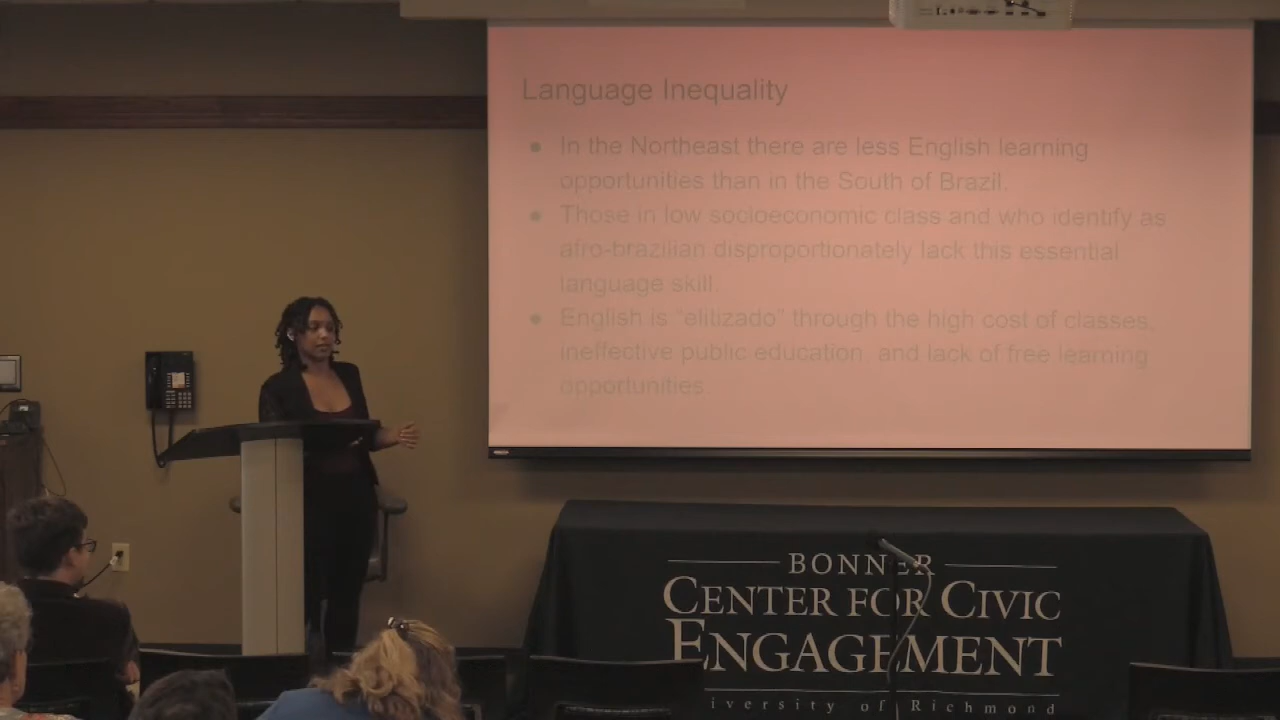 Language Inequality
● In the Northeast there are less English learning
opportunities than in the South of Brazil.
● Those in low socioeconomic class and who identify as
afro-brazilian disproportionately lack this essential
language skill.
● English is “elitizado” through the high cost of classes,
ineffective public education, and lack of free learning
opportunities.
BONNER
CENTER FOR CIVIC
ENGAGEMENT
iversity of Richmond